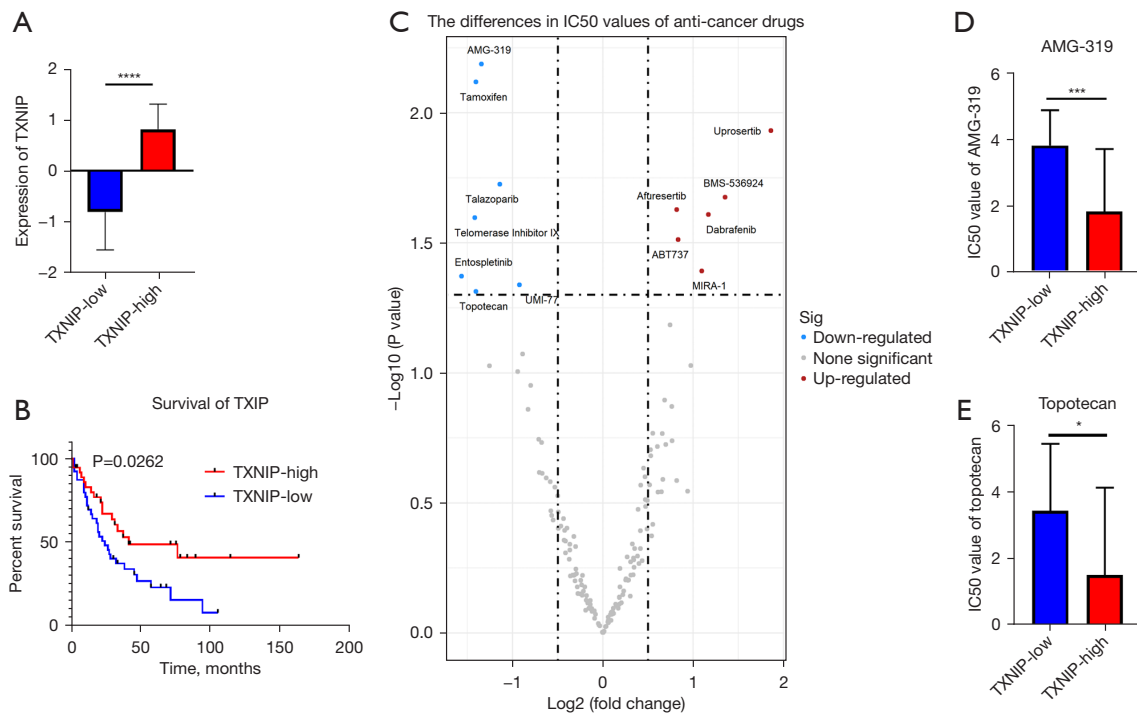 A
****
2
1
0
−1
−2
Expression of TXNIP
TXNIP-low
TXNIP-high
B
Survival of TXIP
P=0.0262
TXNIP-high
TXNIP-low
100
50
0
Percent survival
0
50
100
150
200
Time, months
C
The differences in IC50 values of anti-cancer drugs
AMG-319
Tamoxifen
Uprosertib
Talazoparib
BMS-536924
Afuresertib
Telomerase Inhibitor IX
Dabrafenib
ABT737
Entospletinib
MIRA-1
UMI-77
Topotecan
2.0
1.5
1.0
0.5
0.0
−Log10 (P value)
−1
0
1
2
Log2 (fold change)
Sig
Down-regulated
None significant
Up-regulated
D
AMG-319
***
6
4
2
0
IC50 value of AMG-319
TXNIP-low
TXNIP-high
E
Topotecan
*
6
4
2
0
IC50 value of topotecan
TXNIP-low
TXNIP-high